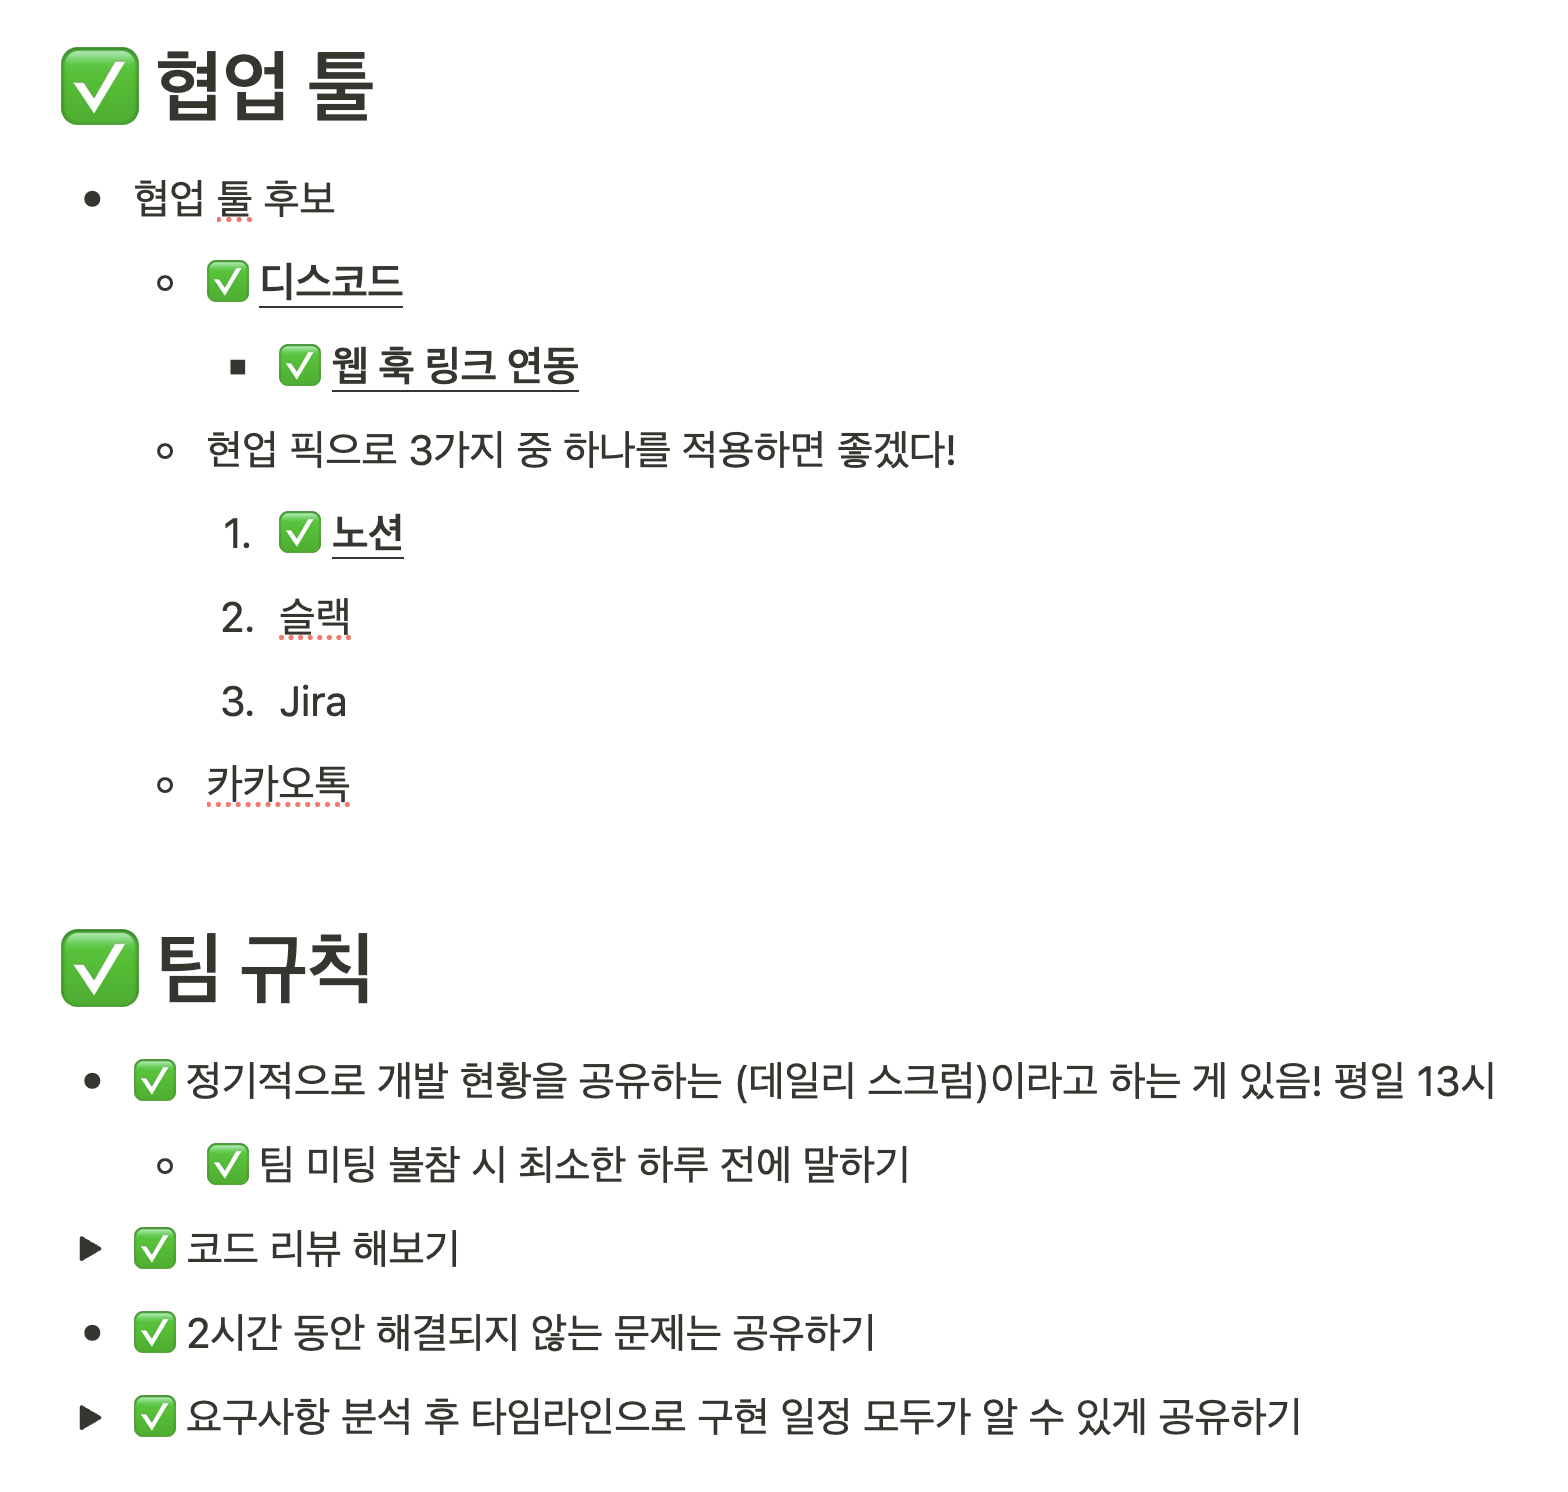 ✅ 협업 툴
• 협업 툴 후보
◦ ✅ 디스코드
▪ ✅ 웹 훅 링크 연동
◦ 현업 픽으로 3가지 중 하나를 적용하면 좋겠다!
1. ✅ 노션
2. 슬랙
3. Jira
◦ 카카오톡
✅ 팀 규칙
• ✅ 정기적으로 개발 현황을 공유하는 (데일리 스크럼)이라고 하는 게 있음! 평일 13시
◦ ✅ 팀 미팅 불참 시 최소한 하루 전에 말하기
▶ ✅ 코드 리뷰 해보기
• ✅ 2시간 동안 해결되지 않는 문제는 공유하기
▶ ✅ 요구사항 분석 후 타임라인으로 구현 일정 모두가 알 수 있게 공유하기